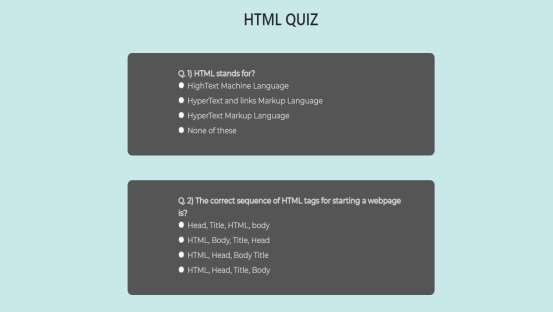 HTML QUIZ
Q. 1) HTML stands for?
HighText Machine Language
HyperText and links Markup Language
HyperText Markup Language
None of these
Q. 2) The correct sequence of HTML tags for starting a webpage
is?
Head, Title, HTML, body
HTML, Body, Title, Head
HTML, Head, Body Title
HTML, Head, Title, Body